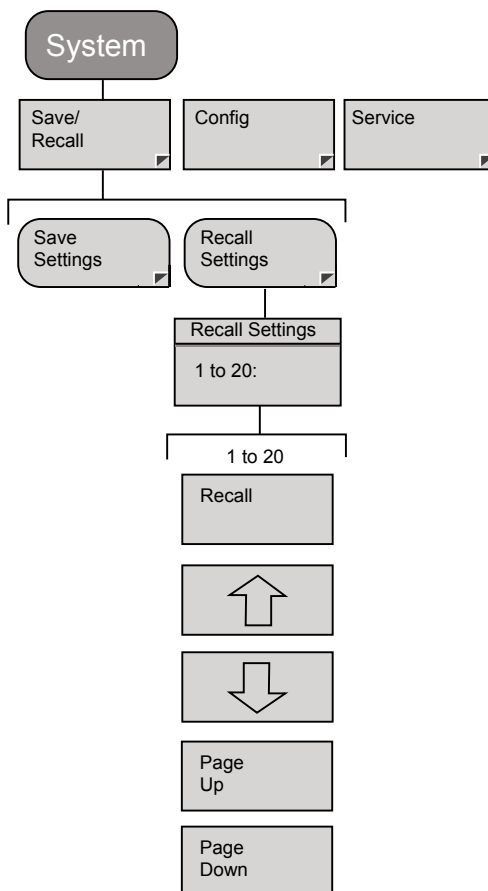 System
Save/
Recall
Config
Service
Save
Settings
Recall
Settings
Recall Settings
1 to 20:
1 to 20
Recall
Page
Up
Page
Down